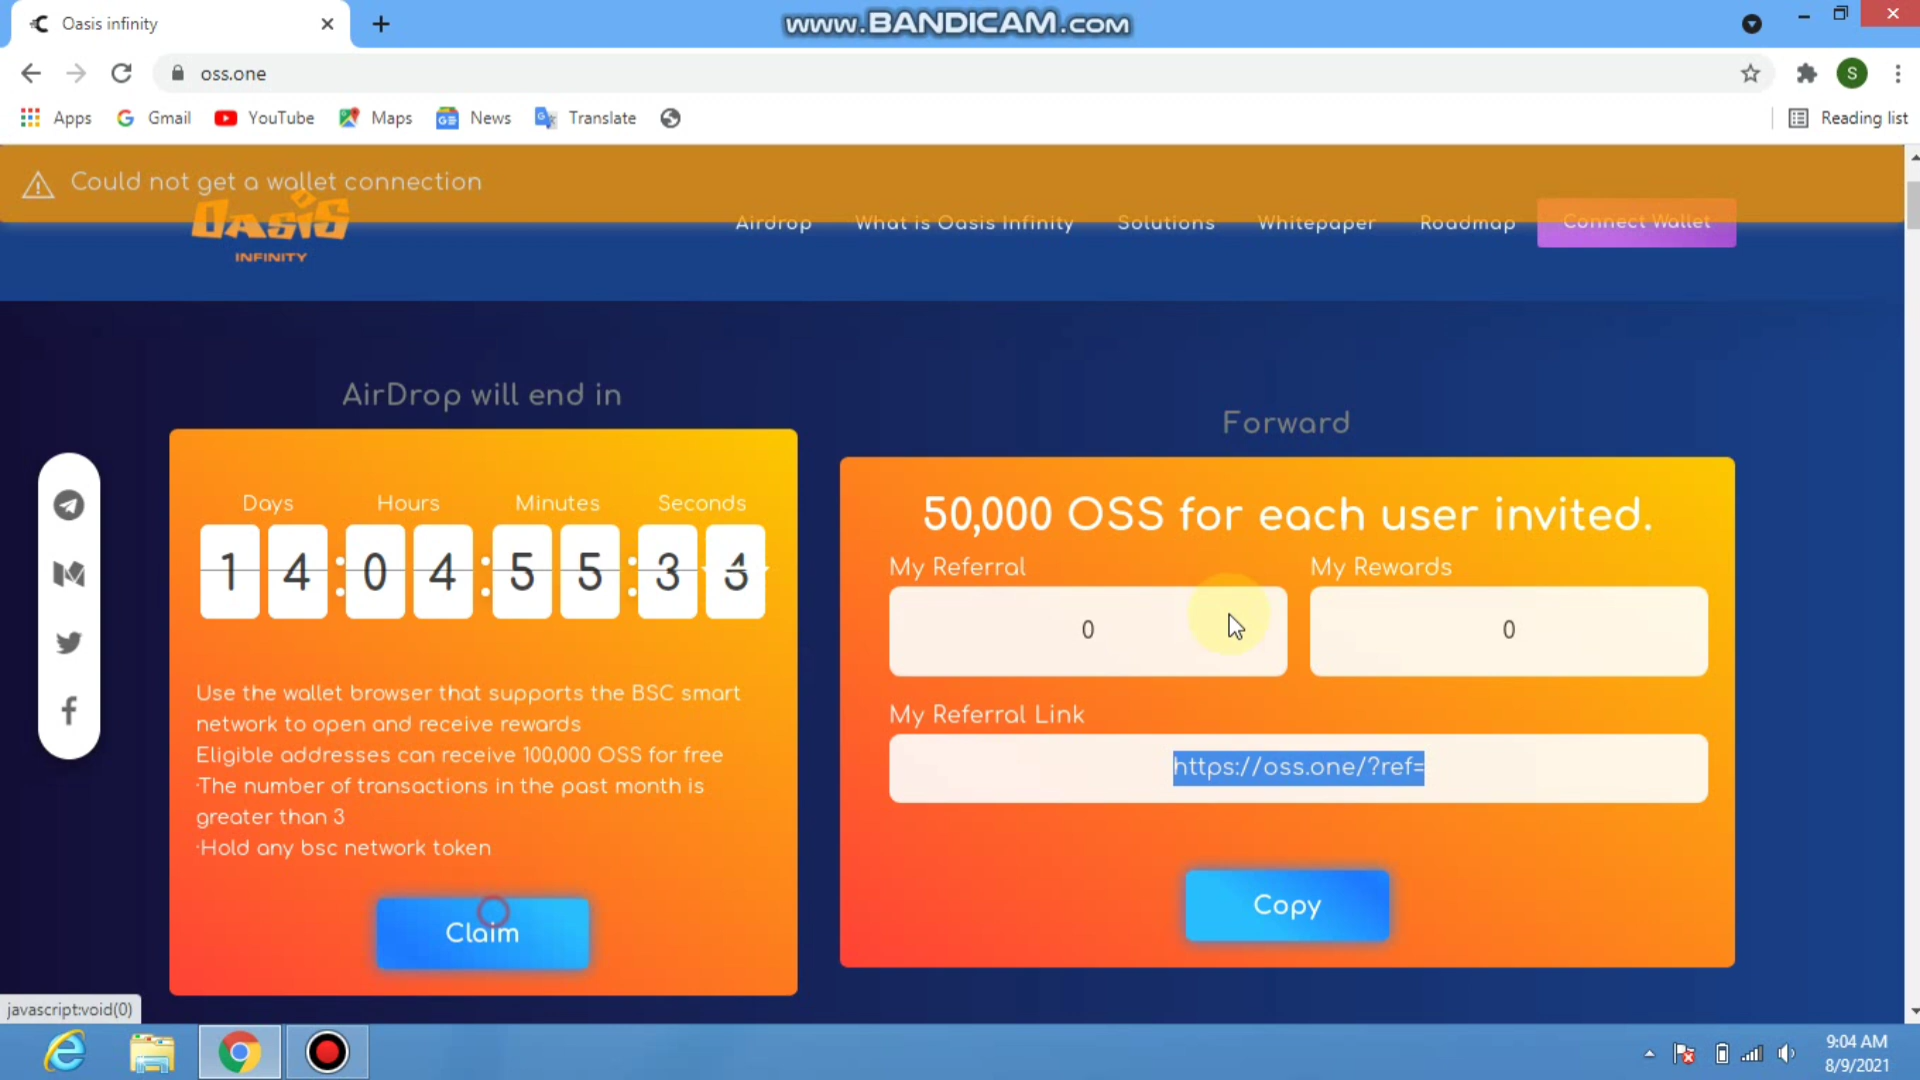 Oasis infinity
www.BANDICAM.com
oss.one
S
Apps
Gmail
YouTube
Maps
News
Translate
Reading list
Could not get a wallet connection
OASIS
INFINITY
Airdrop
What is Oasis Infinity
Solutions
Whitepaper
Roadmap
Connect Wallet
AirDrop will end in
Days Hours Minutes Seconds
1 4 : 0 4 : 5 5 : 3
Use the wallet browser that supports the BSC smart
network to open and receive rewards
Eligible addresses can receive 100,000 OSS for free
·The number of transactions in the past month is
greater than 3
·Hold any bsc network token
Claim
Forward
50,000 OSS for each user invited.
My Referral
My Rewards
0
0
My Referral Link
https://oss.one/?ref=
Copy
javascript:void(0)
9:04 AM
8/9/2021